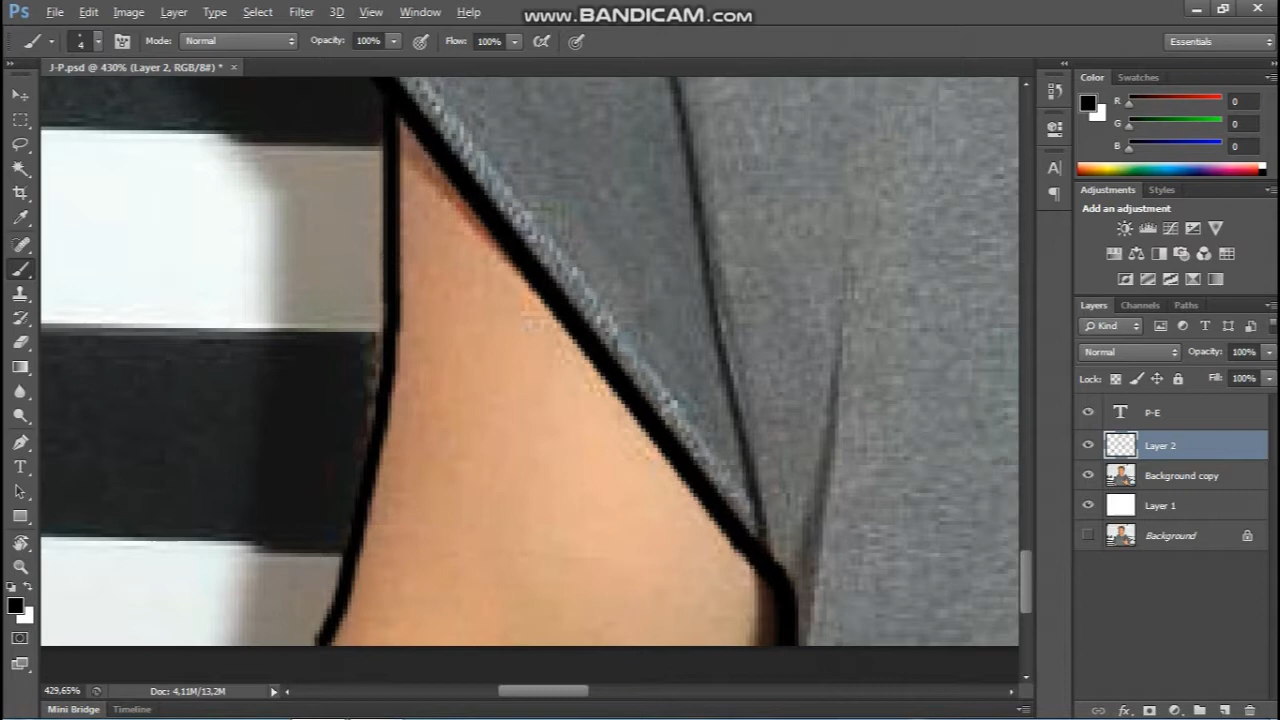 Ps File Edit Image Layer Type Select Filter 3D View Window Help
www.BANDICAM.com
4 Mode: Normal Opacity: 100% Flow: 100% Essentials
J-P.psd @ 430% (Layer 2, RGB/8#) * ×
Color Swatches
R 0
G 0
B 0
Adjustments Styles
Add an adjustment
Layers Channels Paths
Kind T
Normal Opacity: 100%
Lock: Fill: 100%
T P-E
Layer 2
Background copy
Layer 1
Background
429,65% Doc: 4,11M/13,2M
Mini Bridge Timeline
fx